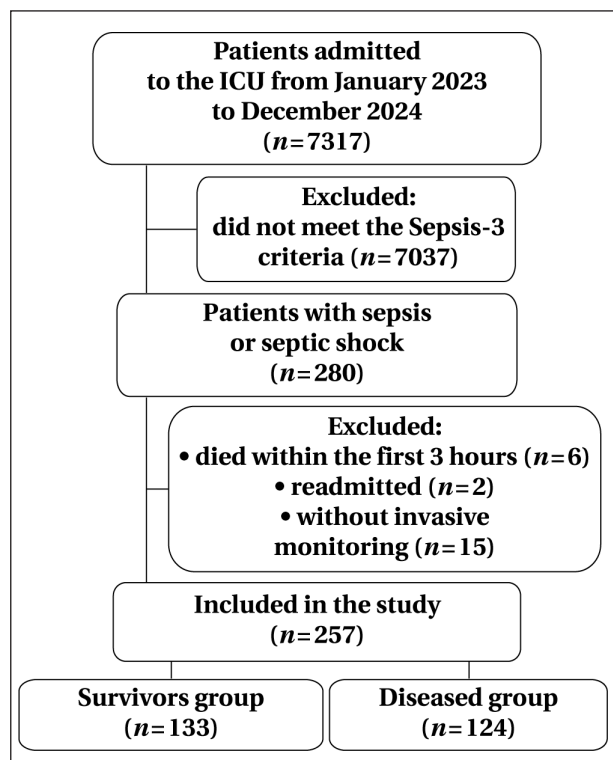 Patients admitted
to the ICU from January 2023
to December 2024
(n=7317)
Excluded:
did not meet the Sepsis-3
criteria (n=7037)
Patients with sepsis
or septic shock
(n=280)
Excluded:
• died within the first 3 hours (n=6)
• readmitted (n=2)
• without invasive
monitoring (n=15)
Included in the study
(n=257)
Survivors group
(n=133)
Diseased group
(n=124)